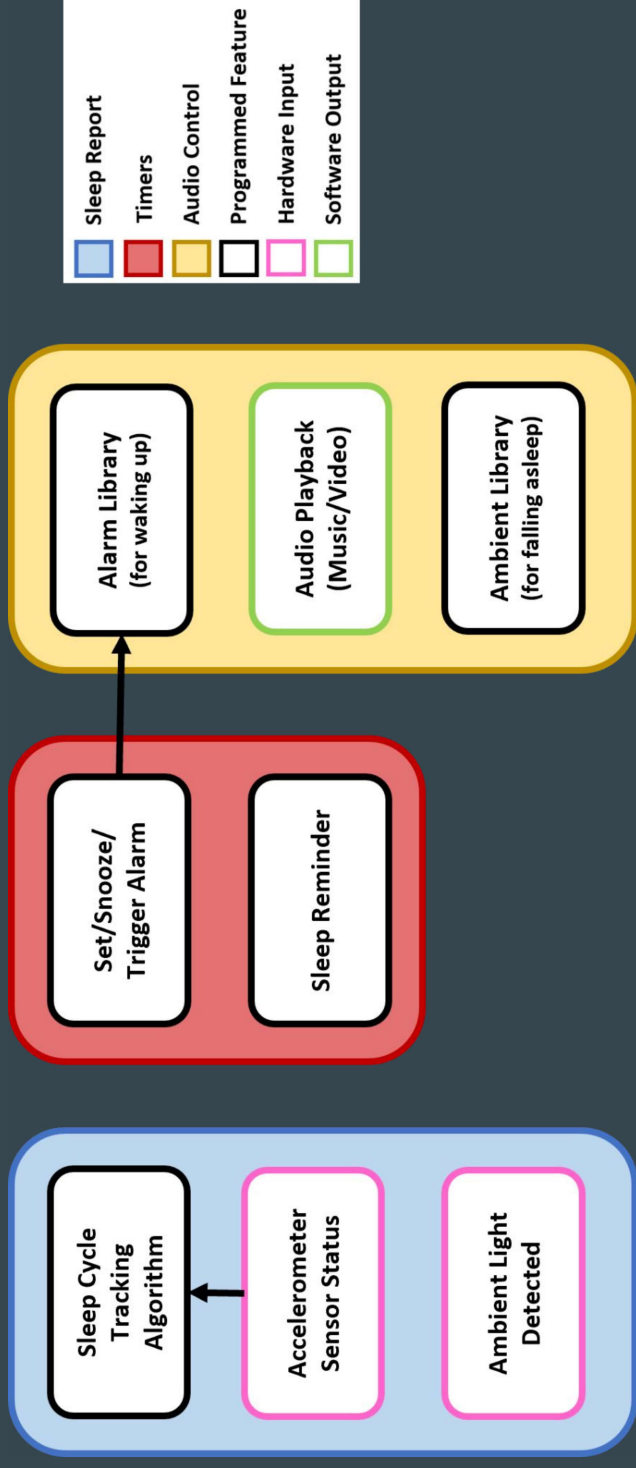 Sleep Cycle
Tracking
Algorithm
Accelerometer
Sensor Status
Ambient Light
Detected
Set/Snooze/
Trigger Alarm
Sleep Reminder
Alarm Library
(for waking up)
Audio Playback
(Music/Video)
Ambient Library
(for falling asleep)
Sleep Report
Timers
Audio Control
Programmed Feature
Hardware Input
Software Output